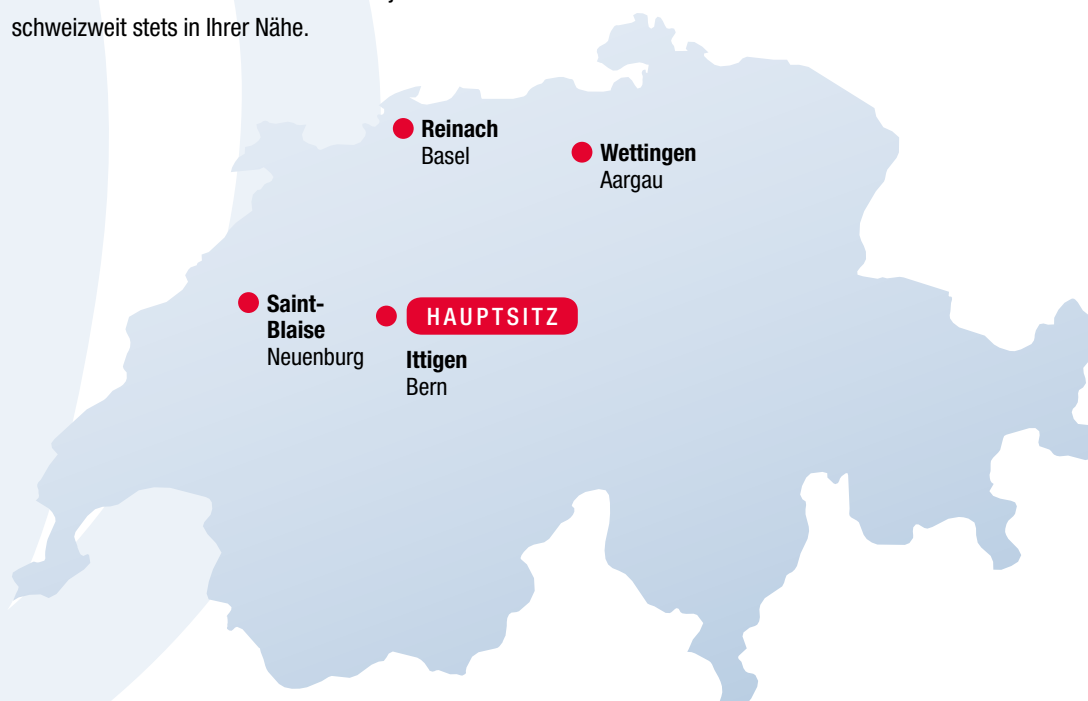 schweizweit stets in Ihrer Nähe.
Reinach
Basel
Wettingen
Aargau
Saint-
Blaise
Neuenburg
HAUPTSITZ
Ittigen
Bern